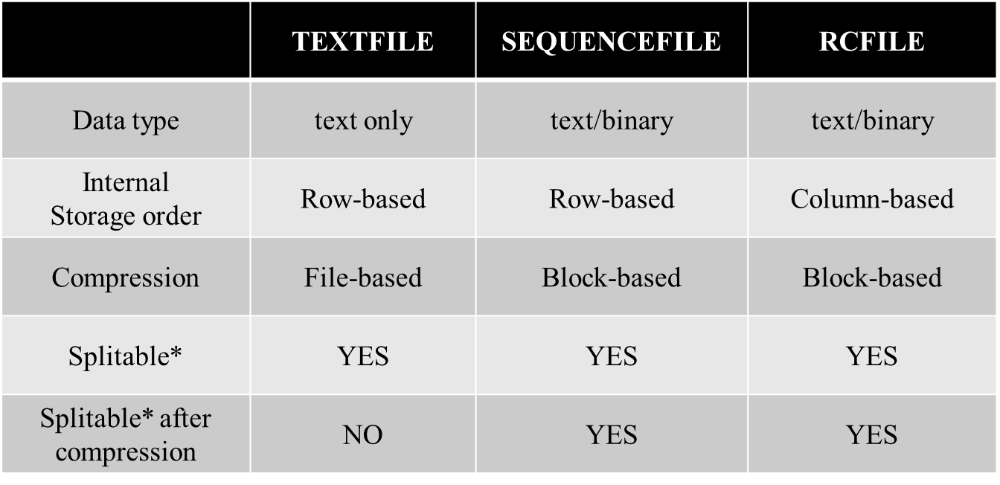 TEXTFILE SEQUENCEFILE RCFILE
Data type text only text/binary text/binary
Internal
Storage order Row-based Row-based Column-based
Compression File-based Block-based Block-based
Splitable* YES YES YES
Splitable* after
compression NO YES YES